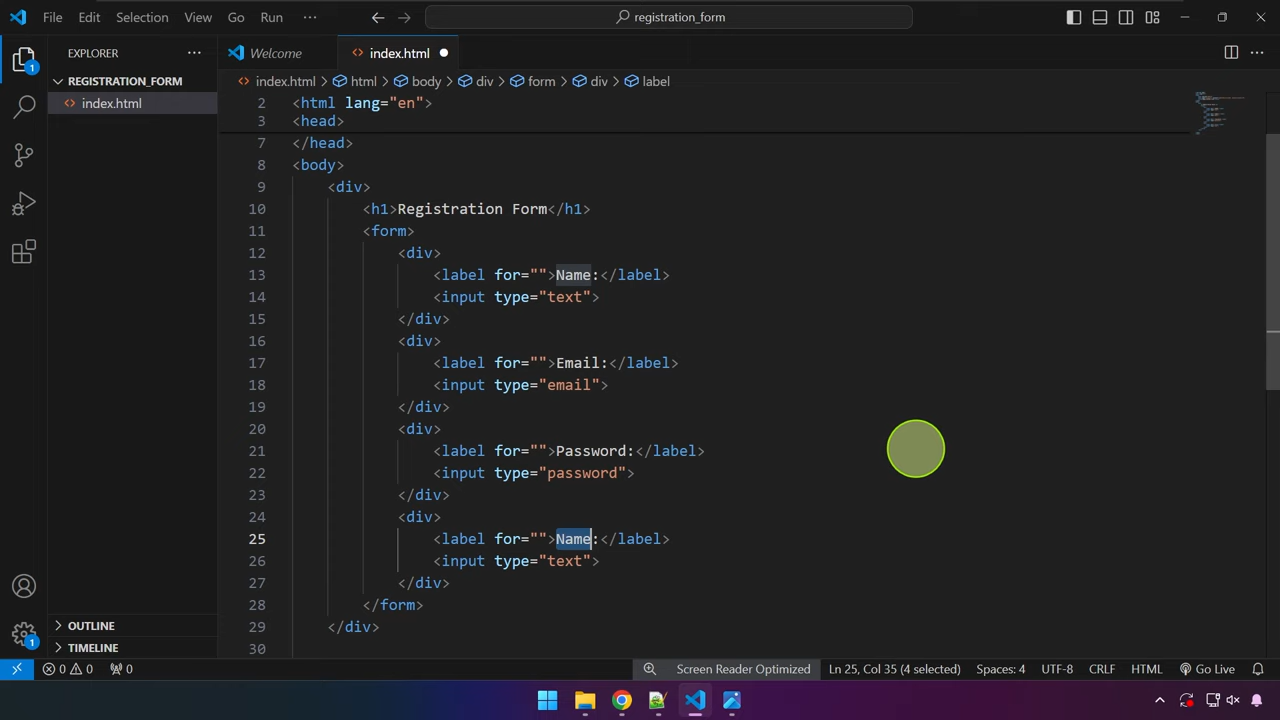 File Edit Selection View Go Run ··· registration_form
EXPLORER ··· Welcome index.html
REGISTRATION_FORM
index.html
index.html html body div form div label
2 <html lang="en">
3 <head>
7 </head>
8 <body>
9 <div>
10 <h1>Registration Form</h1>
11 <form>
12 <div>
13 <label for="">Name:</label>
14 <input type="text">
15 </div>
16 <div>
17 <label for="">Email:</label>
18 <input type="email">
19 </div>
20 <div>
21 <label for="">Password:</label>
22 <input type="password">
23 </div>
24 <div>
25 <label for="">Name:</label>
26 <input type="text">
27 </div>
28 </form>
29 </div>
30
1
1
OUTLINE
TIMELINE
0 0 0 Screen Reader Optimized Ln 25, Col 35 (4 selected) Spaces: 4 UTF-8 CRLF HTML Go Live